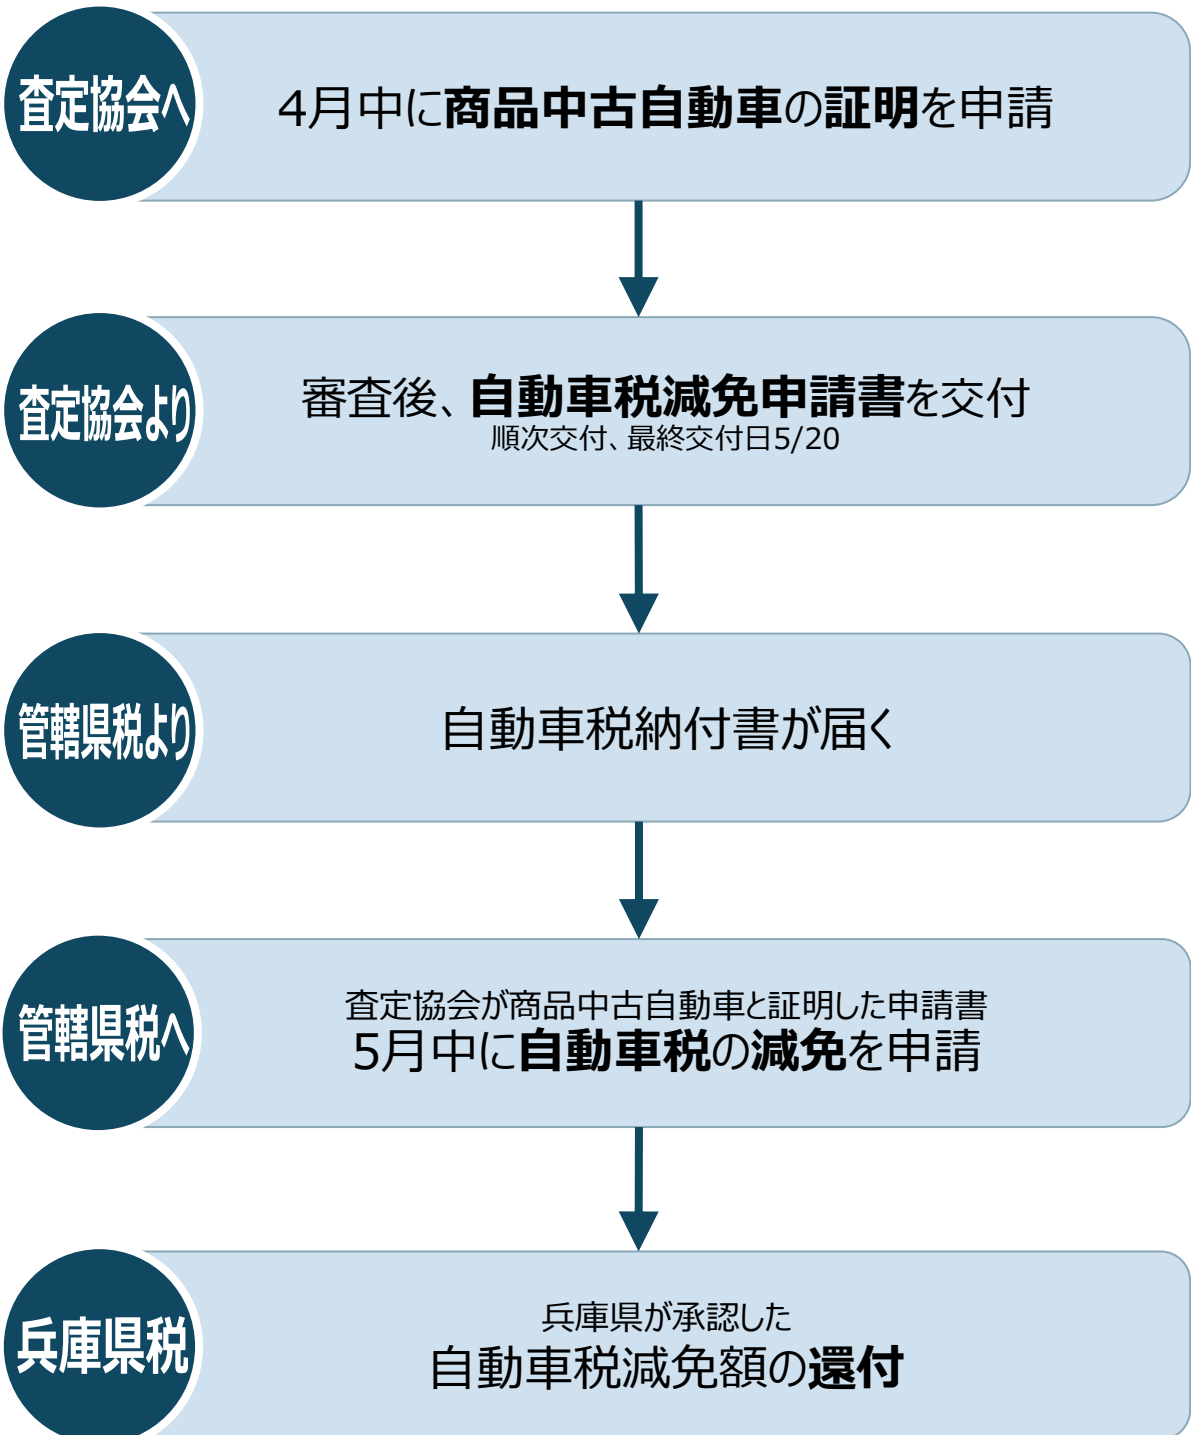 査定協会へ
4月中に商品中古自動車の証明を申請
査定協会より
審査後、自動車税減免申請書を交付
順次交付、最終交付日5/20
管轄県税より
自動車税納付書が届く
管轄県税へ
査定協会が商品中古自動車と証明した申請書
5月中に自動車税の減免を申請
兵庫県税
兵庫県が承認した
自動車税減免額の還付